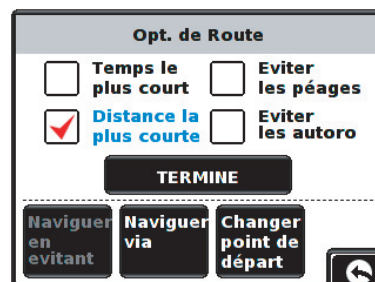 Opt. de Route
Temps le
plus court
Eviter
les péages
Distance la
plus courte
Eviter
les autoro
TERMINE
Naviguer
en
evitant
Naviguer
via
Changer
point de
départ